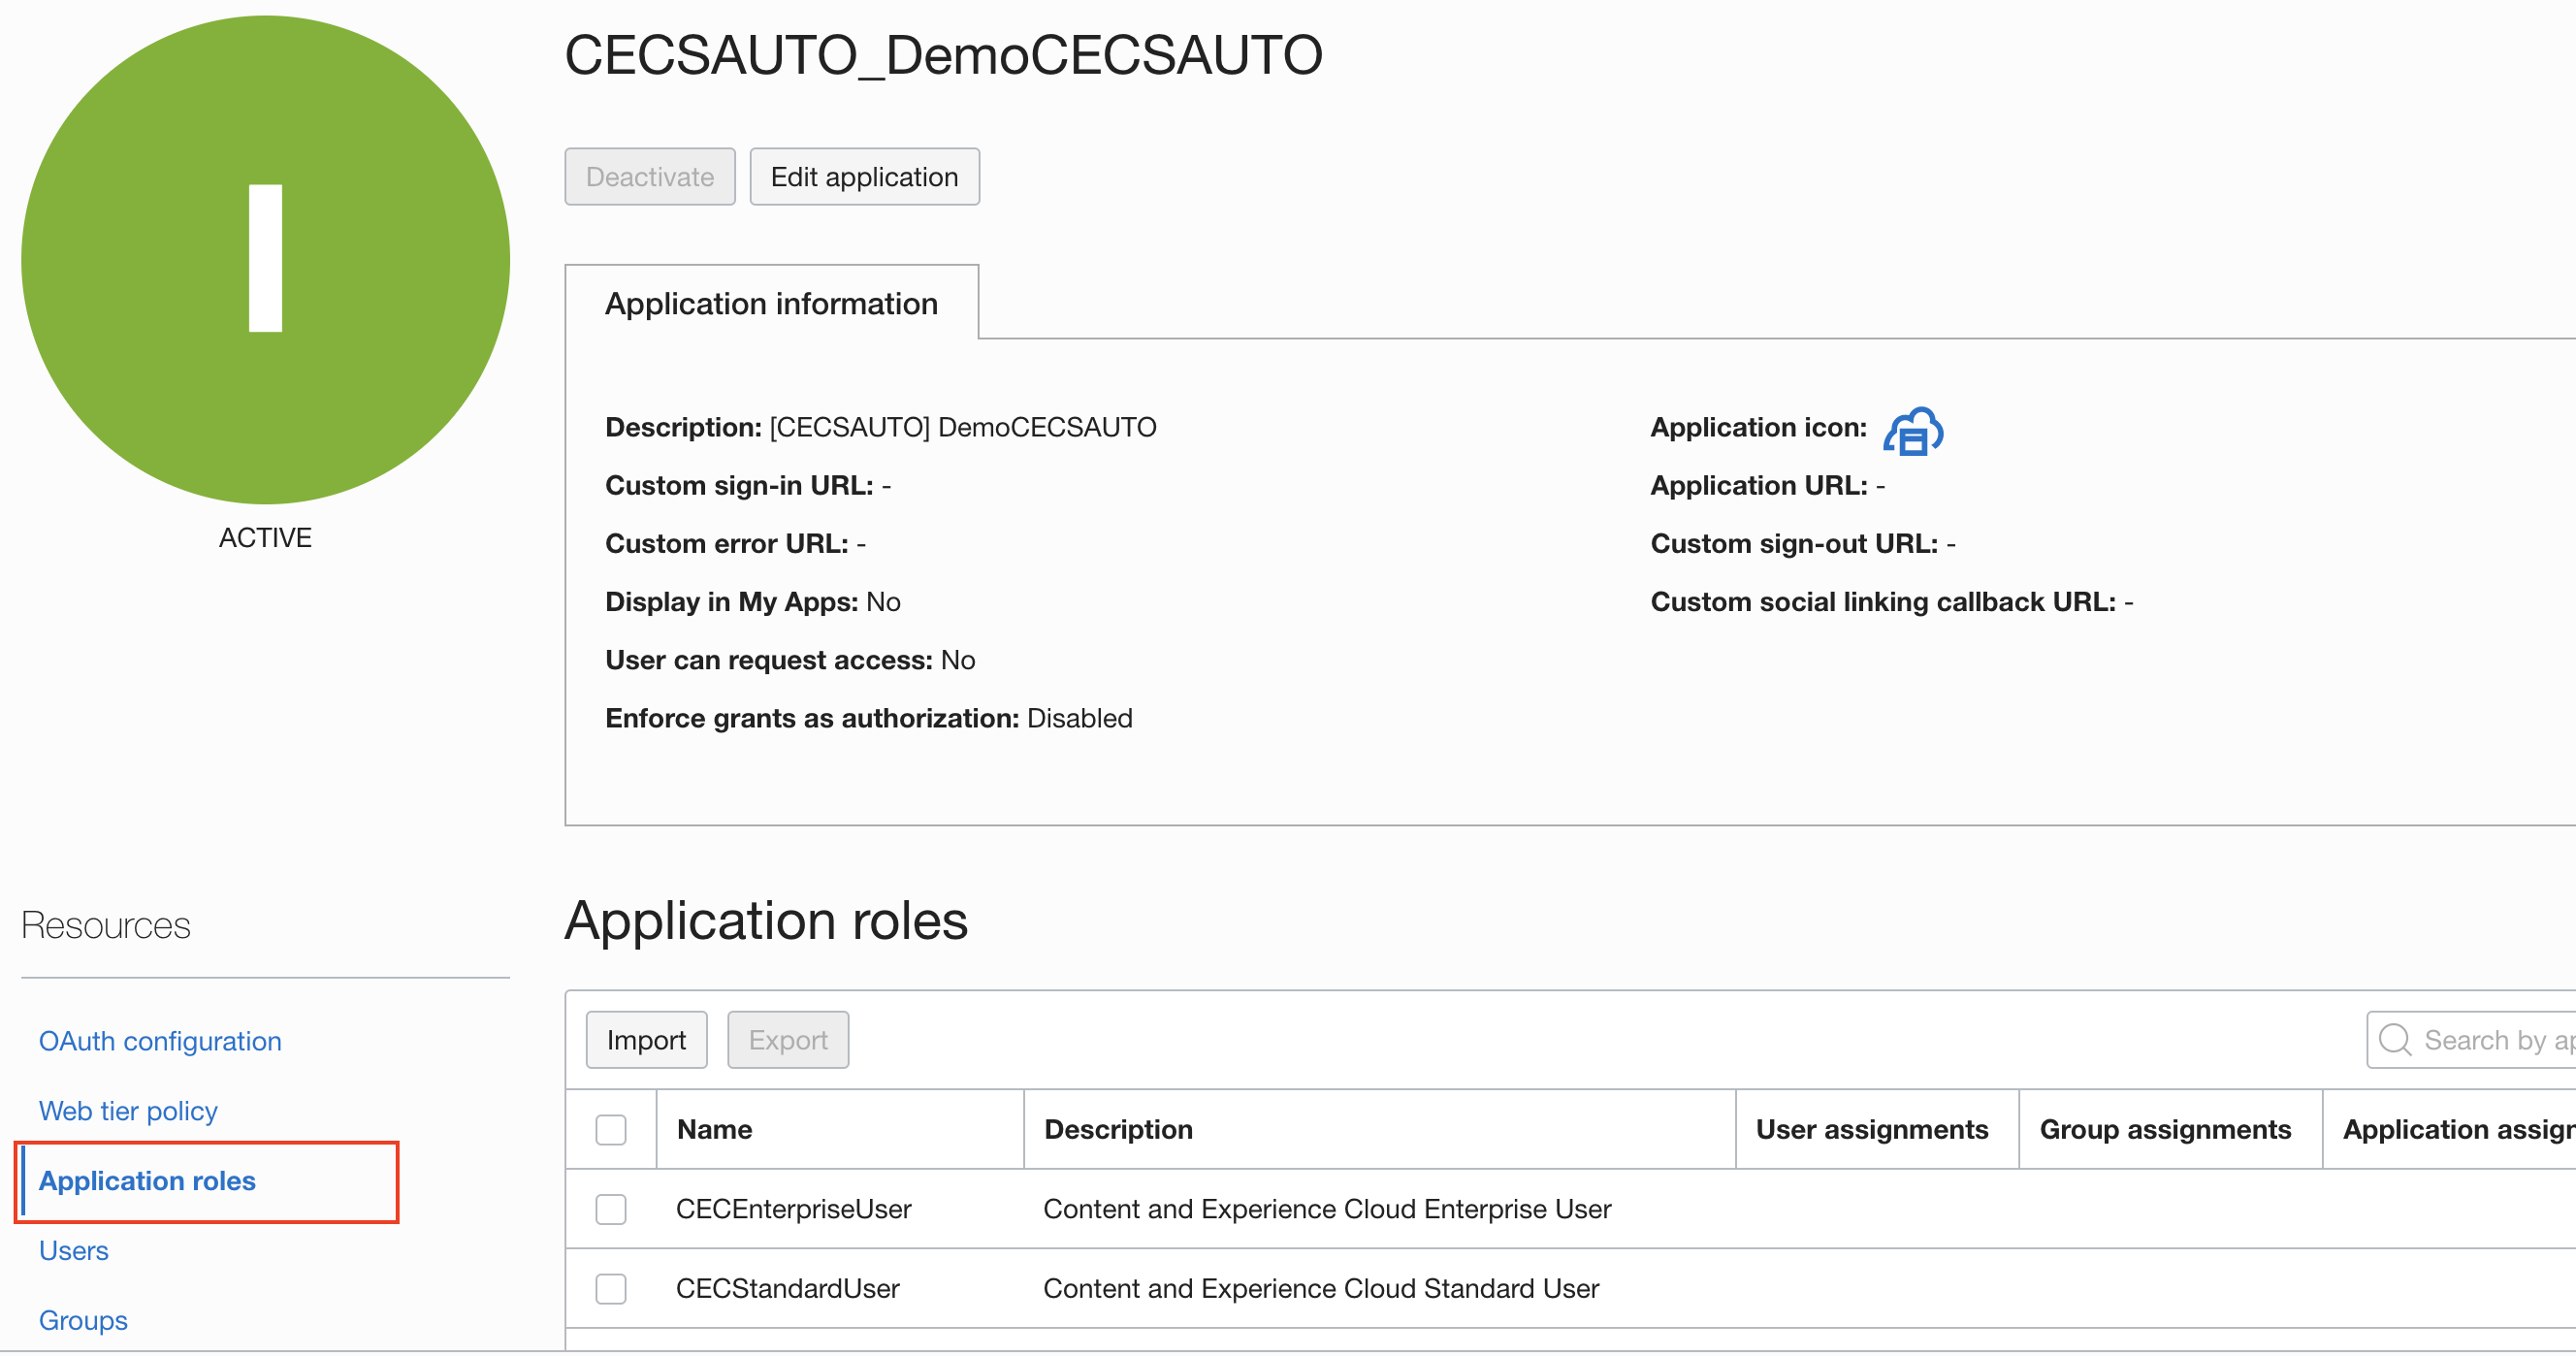 I
ACTIVE
CECSAUTO_DemoCECSAUTO
Deactivate
Edit application
Application information
Description: [CECSAUTO] DemoCECSAUTO
Custom sign-in URL: -
Custom error URL: -
Display in My Apps: No
User can request access: No
Enforce grants as authorization: Disabled
Application icon:
Application URL: -
Custom sign-out URL: -
Custom social linking callback URL: -
Resources
OAuth configuration
Web tier policy
Application roles
Users
Groups
Application roles
Import
Export
Search by ap
Name Description User assignments Group assignments Application assign
CECEnterpriseUser Content and Experience Cloud Enterprise User
CECStandardUser Content and Experience Cloud Standard User